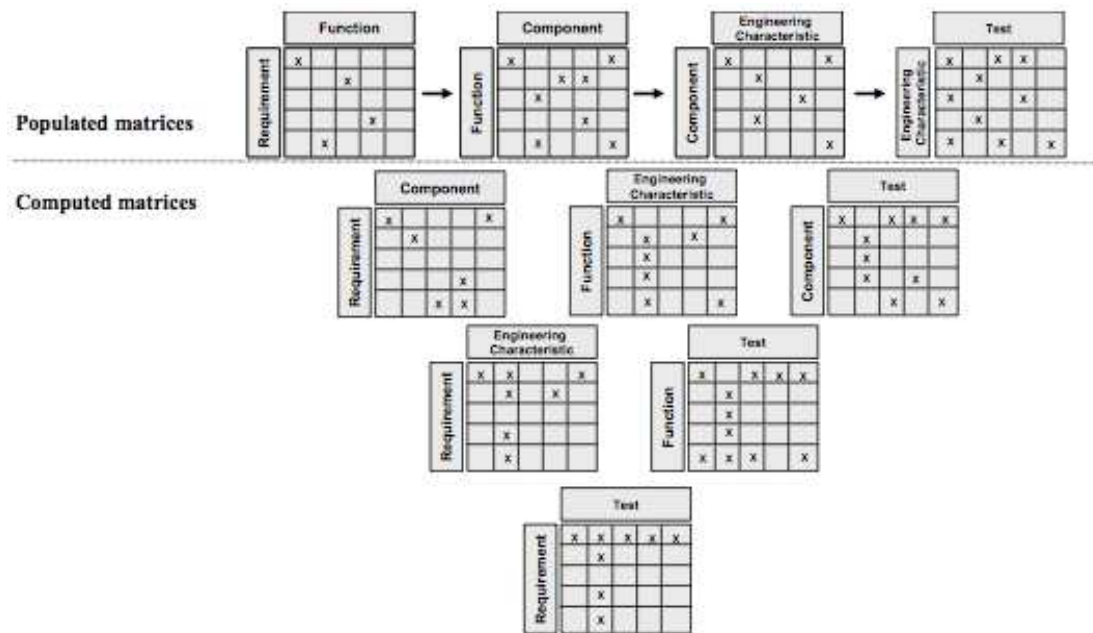 Function
Component
Engineering
Characteristic
Test
Requirement
x
x
x
x
Function
x x
x x
x
x
x x
Component
x x
x
x
x
x
Engineering
Characteristic
x x x
x
x x
x
x x x
Populated matrices
Computed matrices
Component
Engineering
Characteristic
Test
Requirement
x x
x
x
x x
Function
x x
x x
x
x
x x
Component
x x x x
x
x
x x
x x
Engineering
Characteristic
Test
Requirement
x x x
x x
x
x
Function
x x x x
x
x
x
x x x x
Test
Requirement
x x x x x
x
x
x